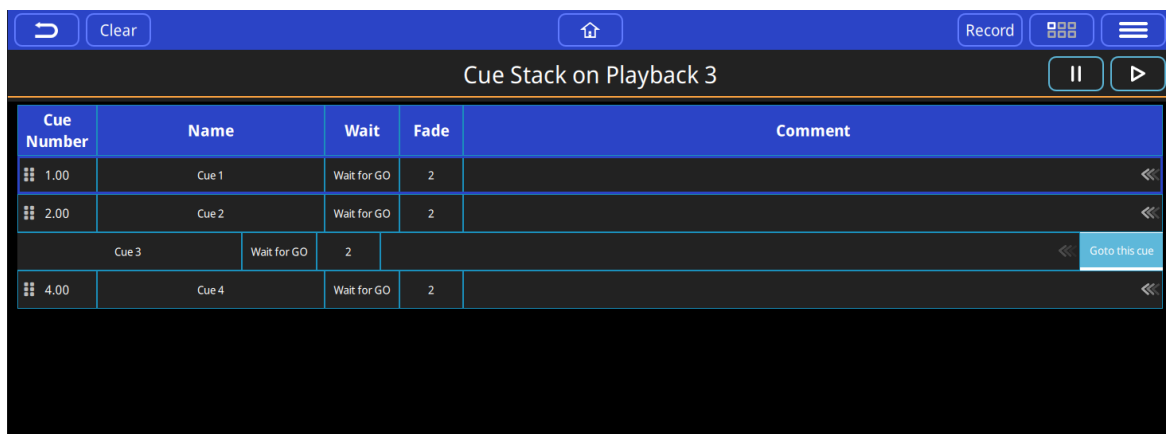 Clear Record
Cue Stack on Playback 3
Cue Number Name Wait Fade Comment
1.00 Cue 1 Wait for GO 2
2.00 Cue 2 Wait for GO 2
Cue 3 Wait for GO 2 Goto this cue
4.00 Cue 4 Wait for GO 2